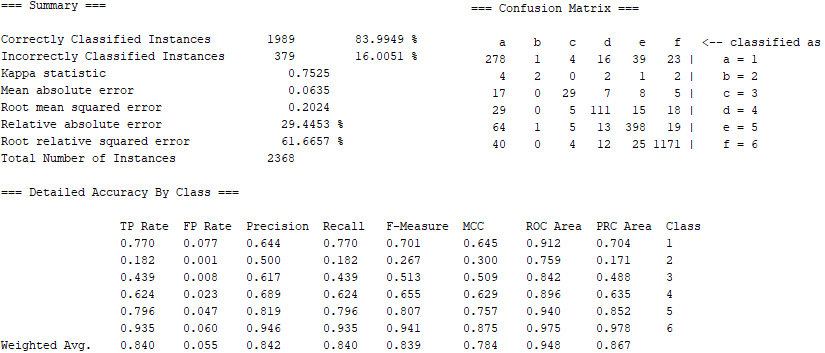 === Summary ===
Correctly Classified Instances 1989 83.9949 %
Incorrectly Classified Instances 379 16.0051 %
Kappa statistic 0.7525
Mean absolute error 0.0635
Root mean squared error 0.2024
Relative absolute error 29.4453 %
Root relative squared error 61.6657 %
Total Number of Instances 2368
=== Confusion Matrix ===
a b c d e f <-- classified as
278 1 4 16 39 23 | a = 1
4 2 0 2 1 2 | b = 2
17 0 29 7 8 5 | c = 3
29 0 5 111 15 18 | d = 4
64 1 5 13 398 19 | e = 5
40 0 4 12 25 1171 | f = 6
=== Detailed Accuracy By Class ===
TP Rate FP Rate Precision Recall F-Measure MCC ROC Area PRC Area Class
0.770 0.077 0.644 0.770 0.701 0.645 0.912 0.704 1
0.182 0.001 0.500 0.182 0.267 0.300 0.759 0.171 2
0.439 0.008 0.617 0.439 0.513 0.509 0.842 0.488 3
0.624 0.023 0.689 0.624 0.655 0.629 0.896 0.635 4
0.796 0.047 0.819 0.796 0.807 0.757 0.940 0.852 5
0.935 0.060 0.946 0.935 0.941 0.875 0.975 0.978 6
Weighted Avg. 0.840 0.055 0.842 0.840 0.839 0.784 0.948 0.867